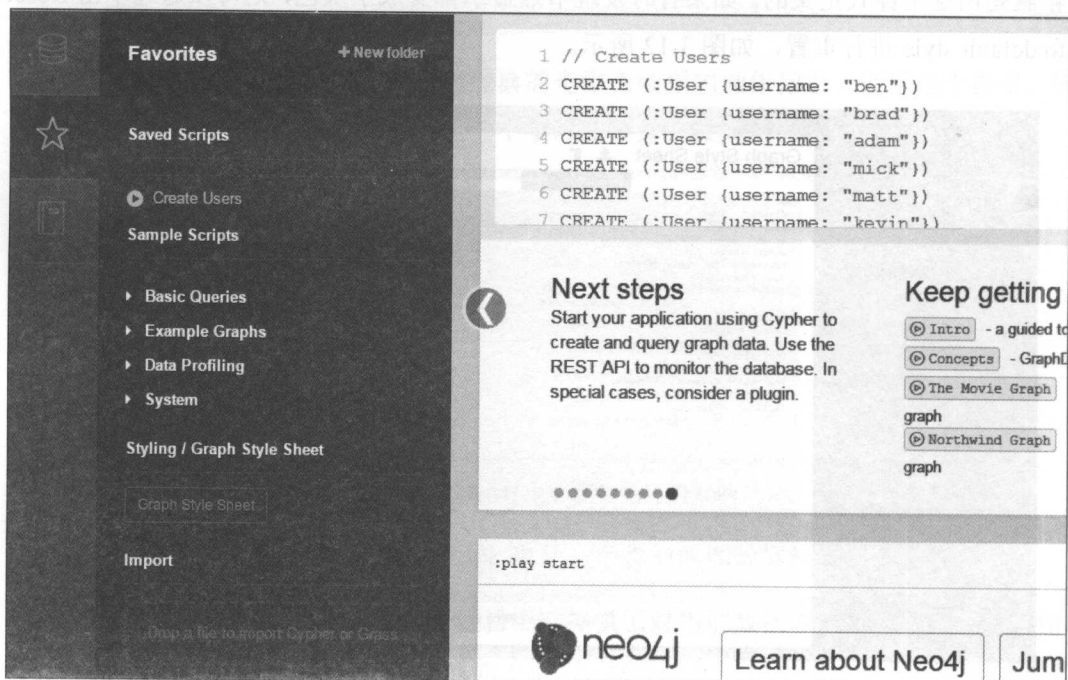 Favorites
+ New folder
Saved Scripts
Create Users
Sample Scripts
Basic Queries
Example Graphs
Data Profiling
System
Styling / Graph Style Sheet
Graph Style Sheet
Import
Drop a file to import Cypher or Grass
1 // Create Users
2 CREATE (:User {username: "ben"})
3 CREATE (:User {username: "brad"})
4 CREATE (:User {username: "adam"})
5 CREATE (:User {username: "mick"})
6 CREATE (:User {username: "matt"})
7 CREATE (:User {username: "kevin"})
Next steps
Start your application using Cypher to
create and query graph data. Use the
REST API to monitor the database. In
special cases, consider a plugin.
Keep getting
Intro - a guided to
Concepts - GraphD
The Movie Graph
graph
Northwind Graph
graph
:play start
neo4j
Learn about Neo4j
Jum